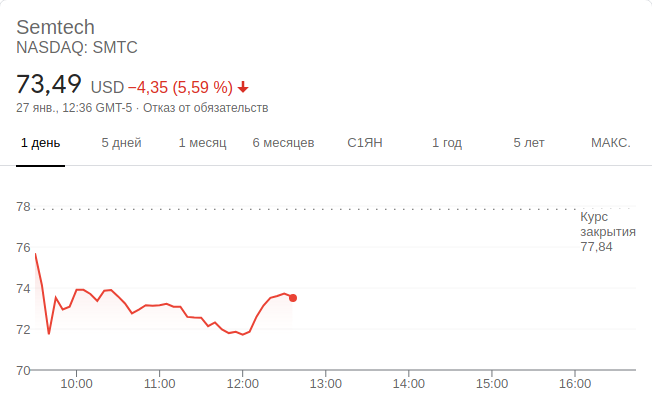 Semtech
NASDAQ: SMTC
73,49 USD −4,35 (5,59 %)
27 янв., 12:36 GMT-5 · Отказ от обязательств
1 день 5 дней 1 месяц 6 месяцев С1ЯН 1 год 5 лет МАКС.
78
Курс
закрытия
77,84
76
74
72
70
10:00 11:00 12:00 13:00 14:00 15:00 16:00